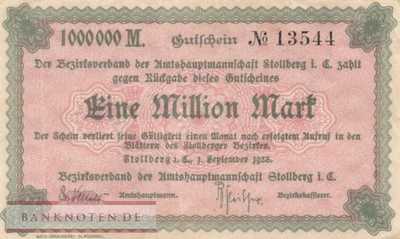 1000000 M. Gutschein № 13544
Der Bezirksverband der Amtshauptmannschaft Stollberg i. E. zahlt
gegen Rückgabe dieses Gutscheines
Eine Million Mark
Der Schein verliert seine Gültigkeit einen Monat nach erfolgtem Aufruf in den
Blättern des Stollberger Bezirkes.
Stollberg i. E., 1. September 1923.
Bezirksverband der Amtshauptmannschaft Stollberg i. E.
Amtshauptmann. Bezirkskassierer.
BANKNOTEN.DE